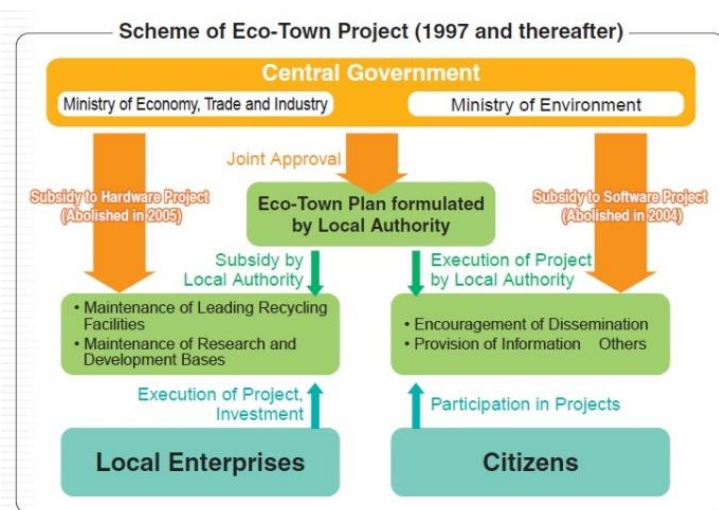 Scheme of Eco-Town Project (1997 and thereafter)
Central Government
Ministry of Economy, Trade and Industry
Ministry of Environment
Joint Approval
Subsidy to Hardware Project
(Abolished in 2005)
Subsidy to Software Project
(Abolished in 2004)
Eco-Town Plan formulated
by Local Authority
Subsidy by
Local Authority
Execution of Project
by Local Authority
• Maintenance of Leading Recycling
Facilities
• Maintenance of Research and
Development Bases
• Encouragement of Dissemination
• Provision of Information Others
Execution of Project,
Investment
Participation in Projects
Local Enterprises
Citizens